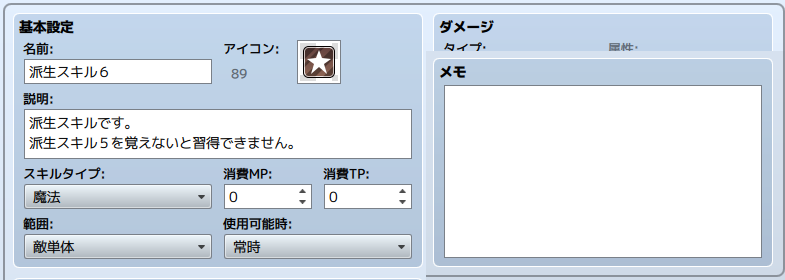 基本設定
名前:
アイコン:
派生スキル６
89
説明:
派生スキルです。
派生スキル５を覚えないと習得できません。
スキルタイプ:
消費MP:
消費TP:
魔法
0
0
範囲:
使用可能時:
敵単体
常時
ダメージ
タイプ:
属性:
メモ